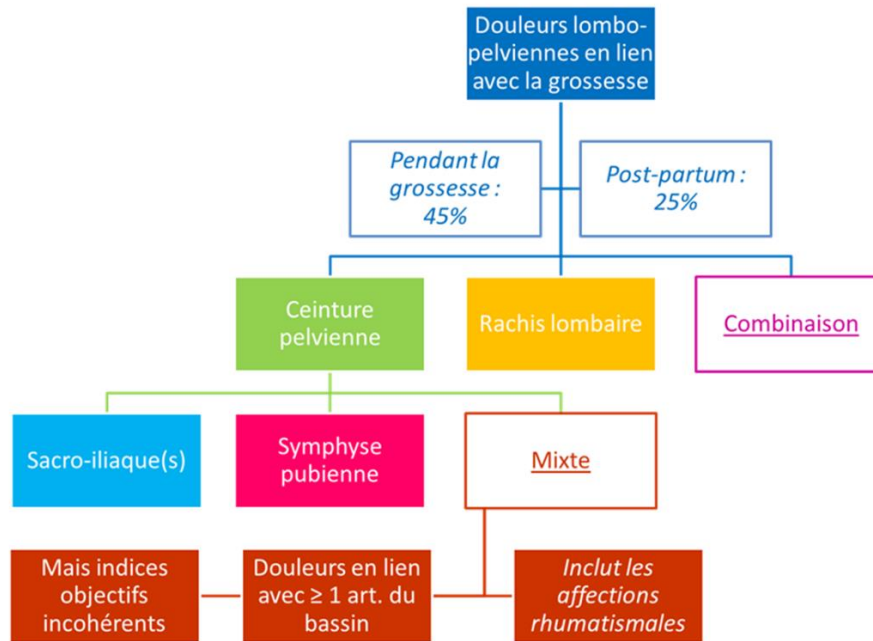 Douleurs lombo-
pelviennes en lien
avec la grossesse
Pendant la
grossesse :
45%
Post-partum :
25%
Ceinture
pelvienne
Rachis lombaire
Combinaison
Sacro-iliaque(s)
Symphyse
pubienne
Mixte
Mais indices
objectifs
incohérents
Douleurs en lien
avec ≥ 1 art. du
bassin
Inclut les
affections
rhumatismales